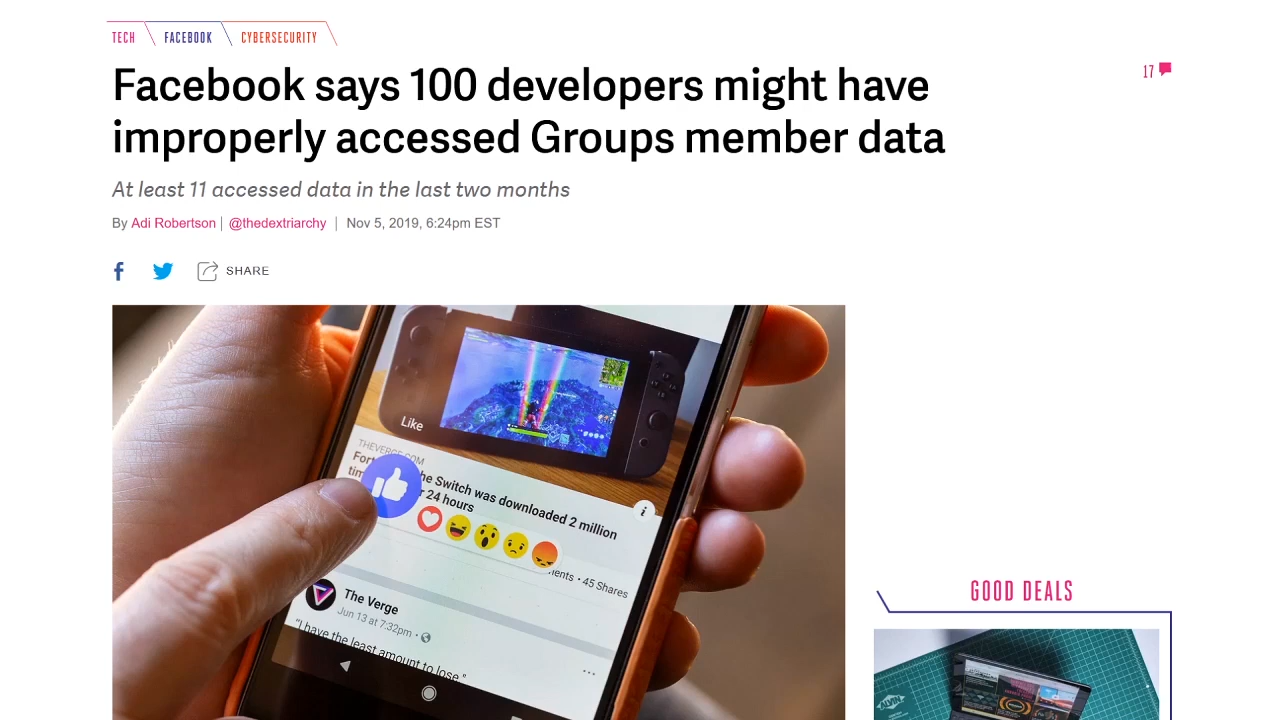 TECH FACEBOOK CYBERSECURITY
Facebook says 100 developers might have
improperly accessed Groups member data
17
At least 11 accessed data in the last two months
By Adi Robertson | @thedextriarchy | Nov 5, 2019, 6:24pm EST
SHARE
Like
THEVERGE.COM
he Switch was downloaded 2 million
24 hours
45 Shares
The Verge
Jun 13 at 7:32pm
"I have the least amount to lose."
GOOD DEALS